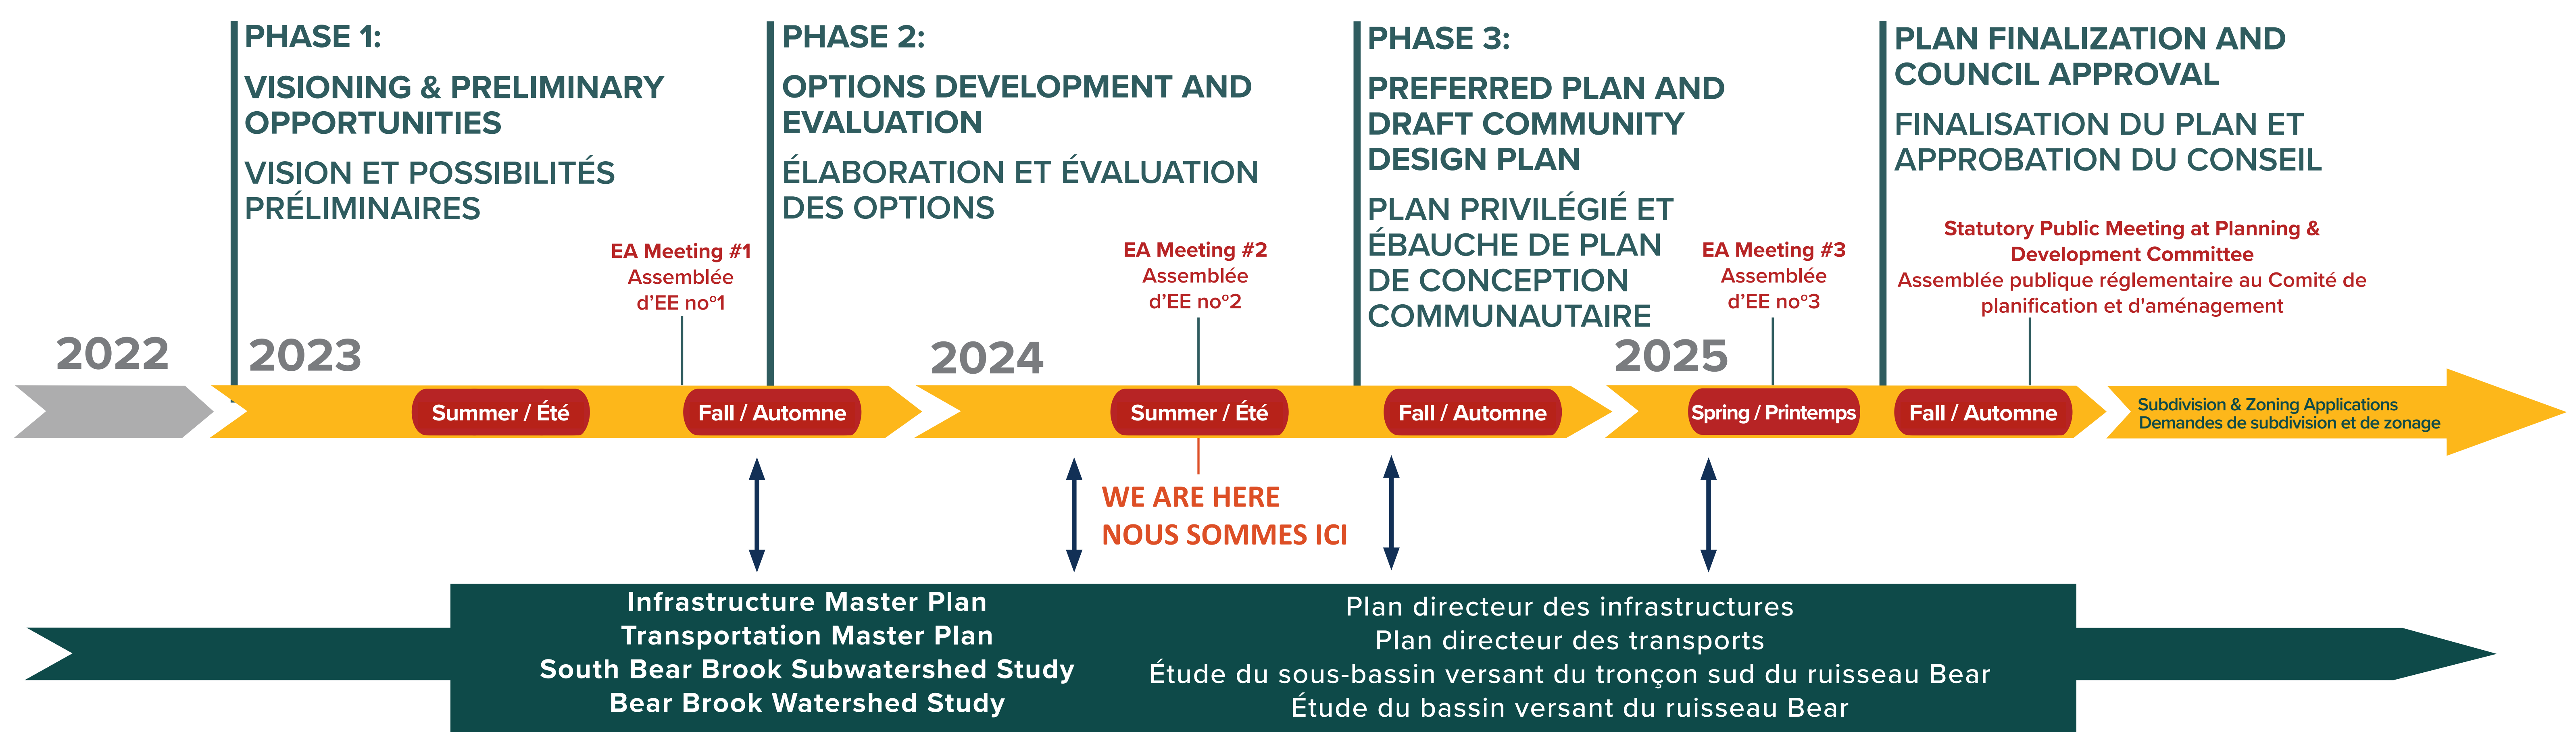 PHASE 1:
VISIONING & PRELIMINARY
OPPORTUNITIES
VISION ET POSSIBILITÉS
PRÉLIMINAIRES
EA Meeting #1
Assemblée
d’EE noº1
PHASE 2:
OPTIONS DEVELOPMENT AND
EVALUATION
ÉLABORATION ET ÉVALUATION
DES OPTIONS
EA Meeting #2
Assemblée
d’EE noº2
PHASE 3:
PREFERRED PLAN AND
DRAFT COMMUNITY
DESIGN PLAN
PLAN PRIVILÉGIÉ ET
ÉBAUCHE DE PLAN
DE CONCEPTION
COMMUNAUTAIRE
EA Meeting #3
Assemblée
d’EE noº3
PLAN FINALIZATION AND
COUNCIL APPROVAL
FINALISATION DU PLAN ET
APPROBATION DU CONSEIL
Statutory Public Meeting at Planning &
Development Committee
Assemblée publique réglementaire au Comité de
planification et d'aménagement
2022
2023
2024
2025
Summer / Été
Fall / Automne
Summer / Été
Fall / Automne
Spring / Printemps
Fall / Automne
Subdivision & Zoning Applications
Demandes de subdivision et de zonage
WE ARE HERE
NOUS SOMMES ICI
Infrastructure Master Plan
Transportation Master Plan
South Bear Brook Subwatershed Study
Bear Brook Watershed Study
Plan directeur des infrastructures
Plan directeur des transports
Étude du sous-bassin versant du tronçon sud du ruisseau Bear
Étude du bassin versant du ruisseau Bear